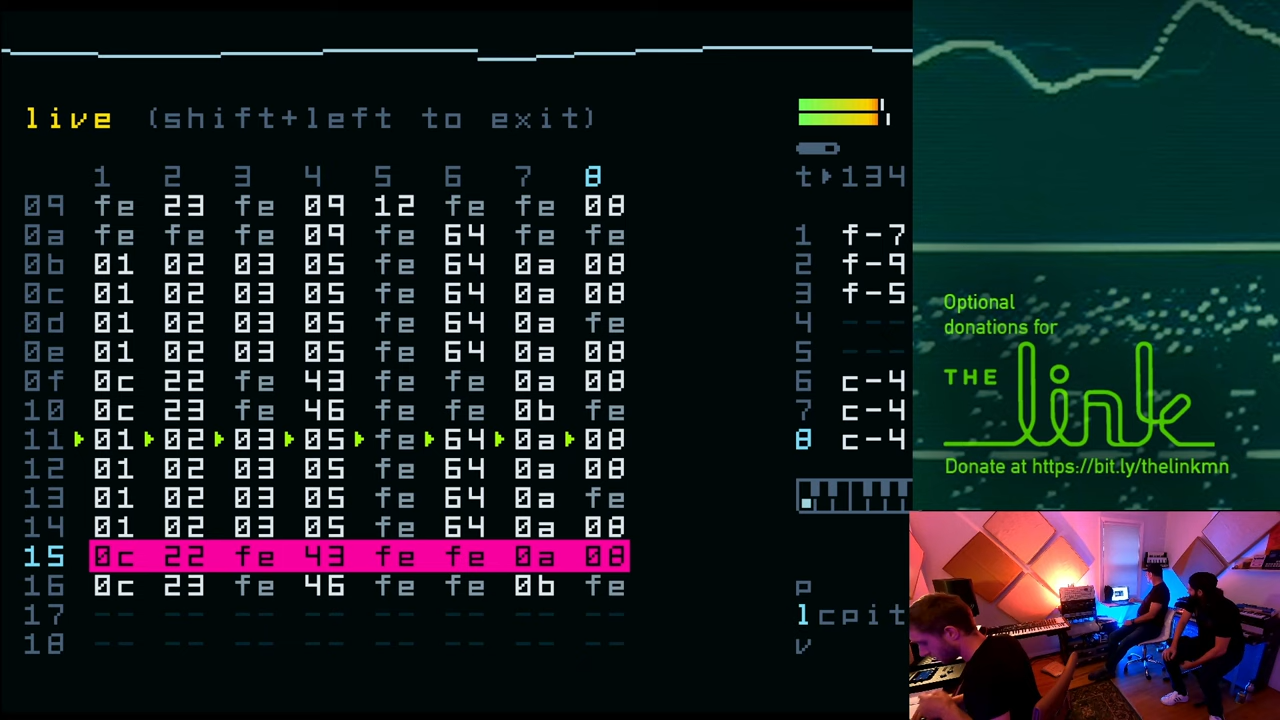 live (shift+left to exit)
1 2 3 4 5 6 7 8
t 134
09 fe 23 fe 09 12 fe fe 08
0a fe fe fe 09 fe 64 fe fe
1 f-7
0b 01 02 03 05 fe 64 0a 08
2 f-9
0c 01 02 03 05 fe 64 0a 08
3 f-5
0d 01 02 03 05 fe 64 0a fe
4 ---
0e 01 02 03 05 fe 64 0a 08
5 ---
0f 0c 22 fe 43 fe fe 0a 08
6 c-4
10 0c 23 fe 46 fe fe 0b fe
7 c-4
11 01 02 03 05 fe 64 0a 08
8 c-4
12 01 02 03 05 fe 64 0a 08
13 01 02 03 05 fe 64 0a fe
14 01 02 03 05 fe 64 0a 08
15 0c 22 fe 43 fe fe 0a 08
16 0c 23 fe 46 fe fe 0b fe
p
17 -- -- -- -- -- -- -- --
lcpit
18 -- -- -- -- -- -- -- --
v
Optional
donations for
THE link
Donate at https://bit.ly/thelinkmn